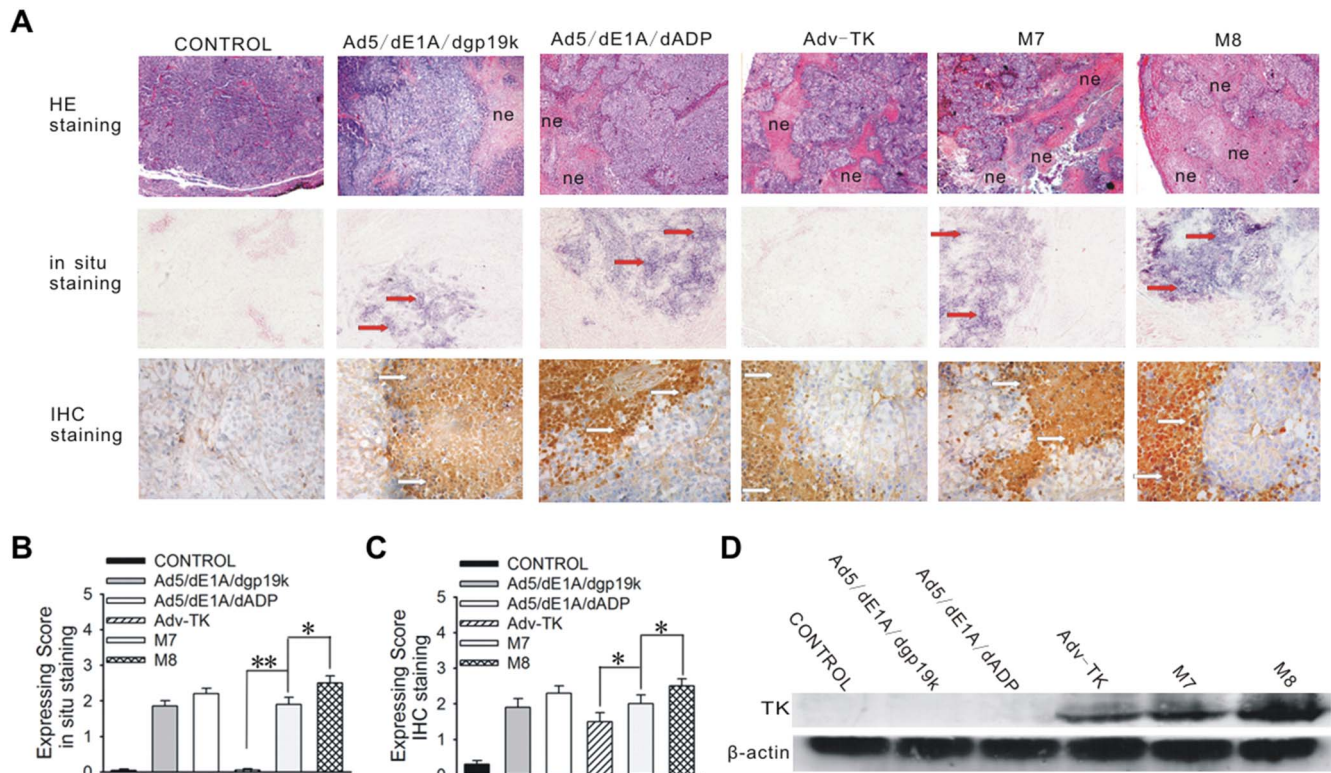 A
CONTROL
Ad5/dE1A/dgp19k
Ad5/dE1A/dADP
Adv-TK
M7
M8
HE
staining
ne
ne
ne
ne
ne
ne
ne
ne
ne
ne
ne
ne
in situ
staining
IHC
staining
B
CONTROL
Ad5/dE1A/dgp19k
Ad5/dE1A/dADP
Adv-TK
M7
M8
Expressing Score
in situ staining
5
4
3
2
1
0
**
*
C
CONTROL
Ad5/dE1A/dgp19k
Ad5/dE1A/dADP
Adv-TK
M7
M8
Expressing Score
IHC staining
5
4
3
2
1
0
*
*
D
CONTROL
Ad5/dE1A/dgp19k
Ad5/dE1A/dADP
Adv-TK
M7
M8
TK
β-actin